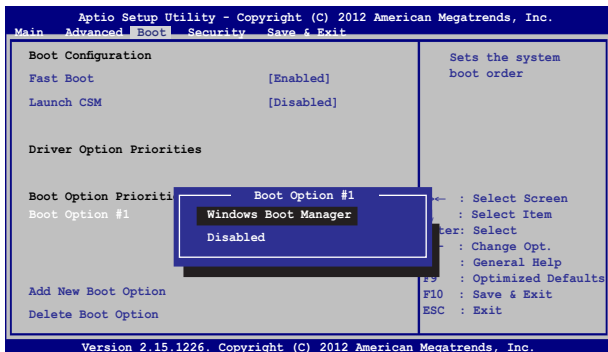 Aptio Setup Utility - Copyright (C) 2012 American Megatrends, Inc.
Main Advanced Boot Security Save & Exit
Boot Configuration
Fast Boot [Enabled]
Launch CSM [Disabled]
Driver Option Priorities
Boot Option Prioriti
Boot Option #1
Boot Option #1
Windows Boot Manager
Disabled
Add New Boot Option
Delete Boot Option
Sets the system
boot order
: Select Screen
: Select Item
ter: Select
: Change Opt.
: General Help
F9 : Optimized Defaults
F10 : Save & Exit
ESC : Exit
Version 2.15.1226. Copyright (C) 2012 American Megatrends, Inc.